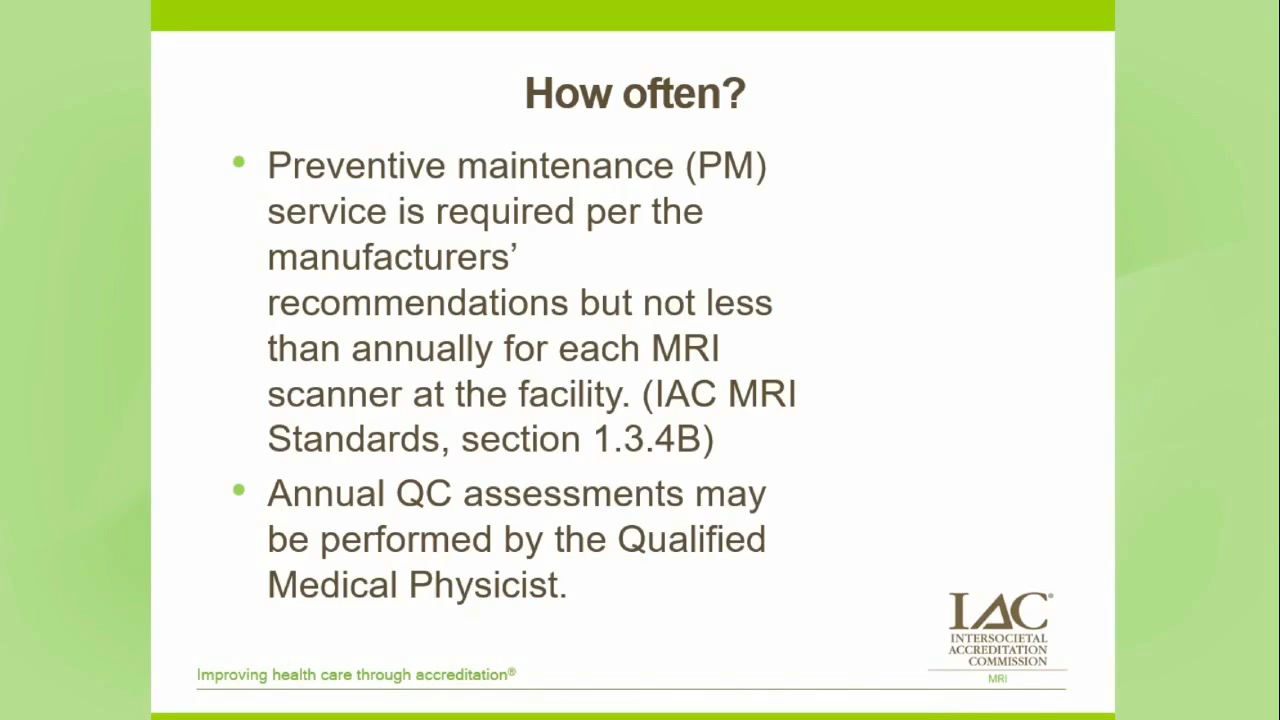 How often?
• Preventive maintenance (PM)
service is required per the
manufacturers’
recommendations but not less
than annually for each MRI
scanner at the facility. (IAC MRI
Standards, section 1.3.4B)
• Annual QC assessments may
be performed by the Qualified
Medical Physicist.
IAC®
INTERSOCIETAL
ACCREDITATION
COMMISSION
MRI
Improving health care through accreditation®